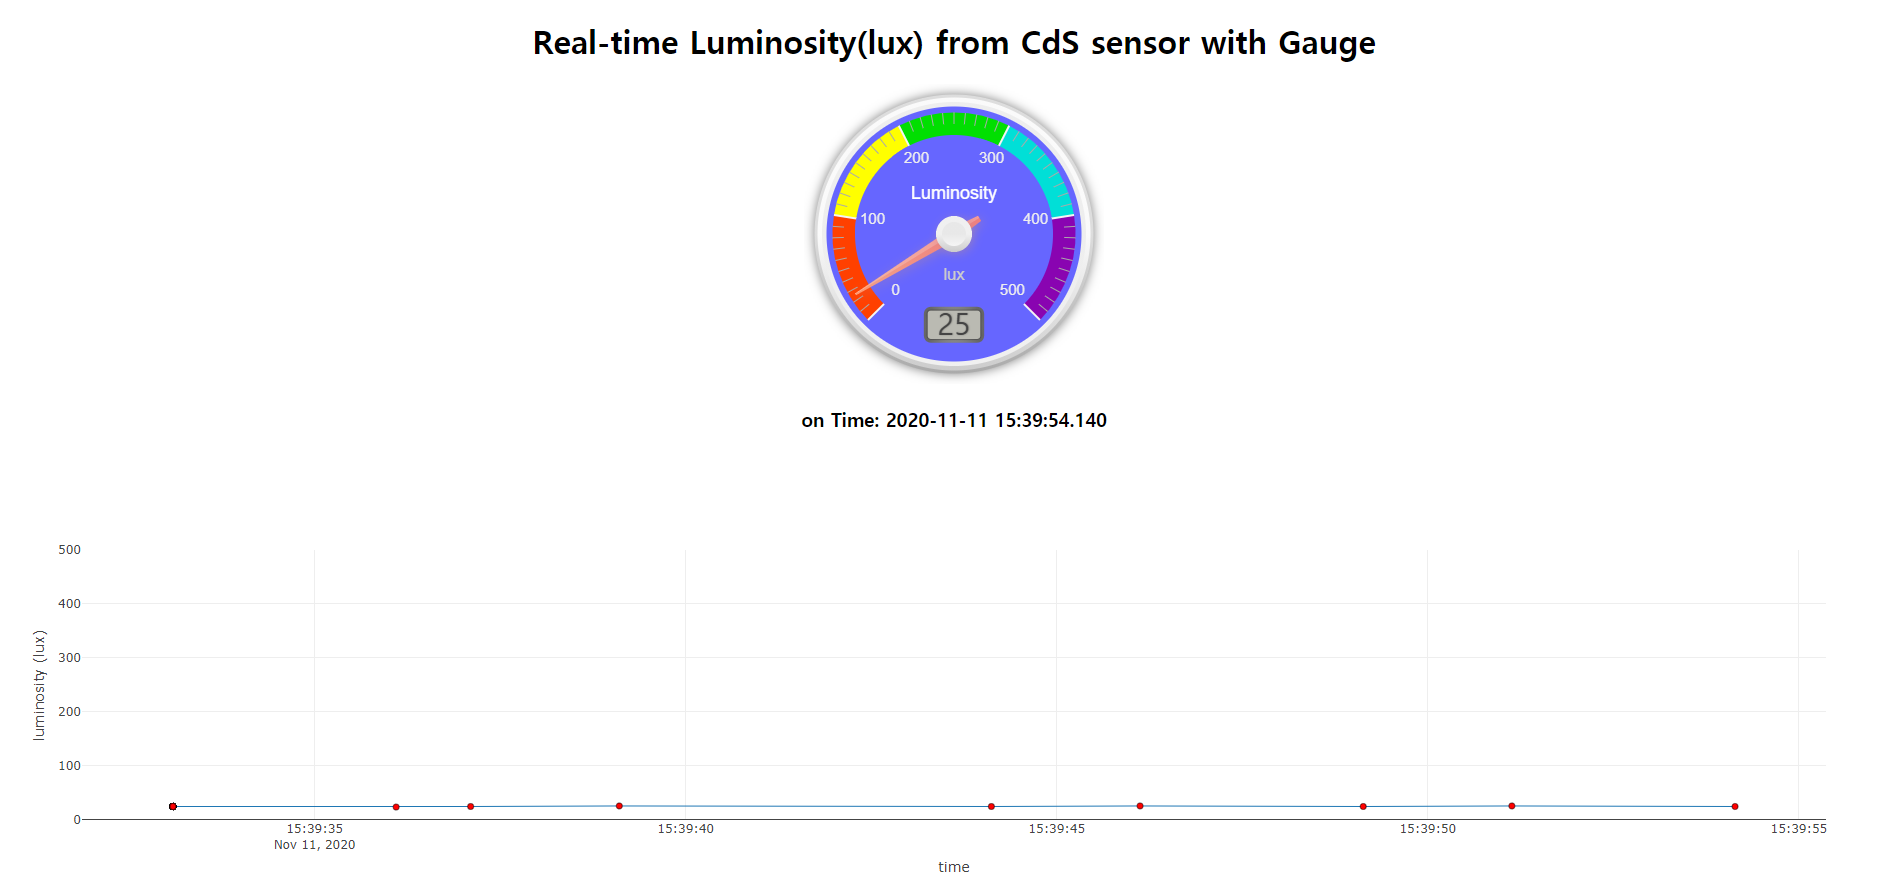 Real-time Luminosity(lux) from CdS sensor with Gauge
200 300
Luminosity
100 400
lux
0 500
25
on Time: 2020-11-11 15:39:54.140
500
400
300
200
100
0
luminosity (lux)
15:39:35 15:39:40 15:39:45 15:39:50 15:39:55
Nov 11, 2020
time